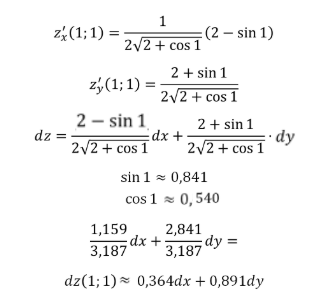 z′ₓ(1;1) = 1/(2√(2 + cos 1)) (2 − sin 1)
z′ᵧ(1;1) = (2 + sin 1)/(2√(2 + cos 1))
dz = (2 − sin 1)/(2√(2 + cos 1)) dx + (2 + sin 1)/(2√(2 + cos 1)) · dy
sin 1 ≈ 0,841
cos 1 ≈ 0,540
1,159/3,187 dx + 2,841/3,187 dy =
dz(1;1) ≈ 0,364dx + 0,891dy